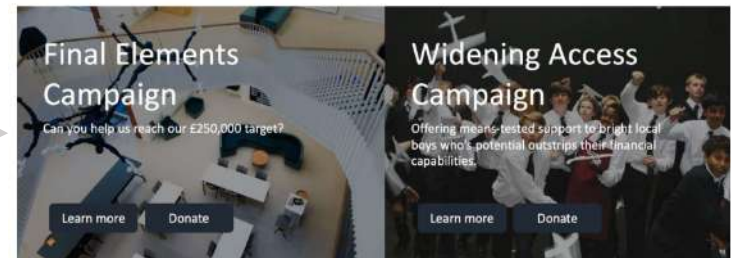 Final Elements
Campaign
Can you help us reach our £250,000 target?
Learn more
Donate
Widening Access
Campaign
Offering means-tested support to bright local
boys who's potential outstrips their financial
capabilities.
Learn more
Donate